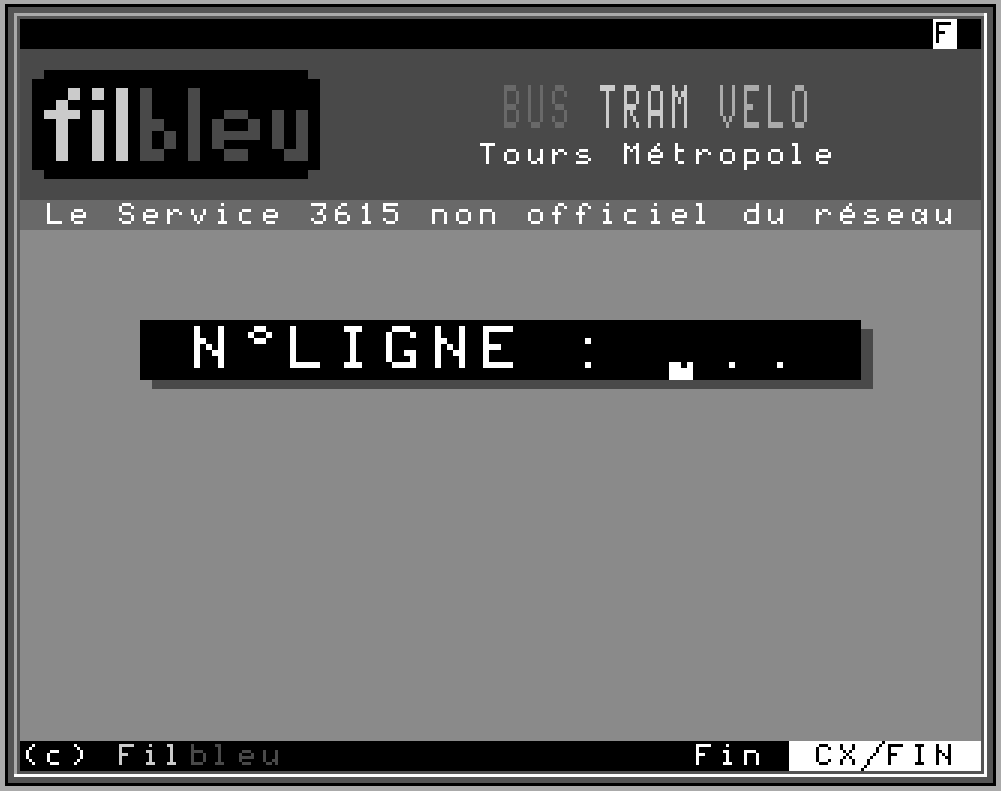 F
filbleu
BUS TRAM VELO
Tours Métropole
Le Service 3615 non officiel du réseau
N°LIGNE : ...
(c) Filbleu Fin CX/FIN